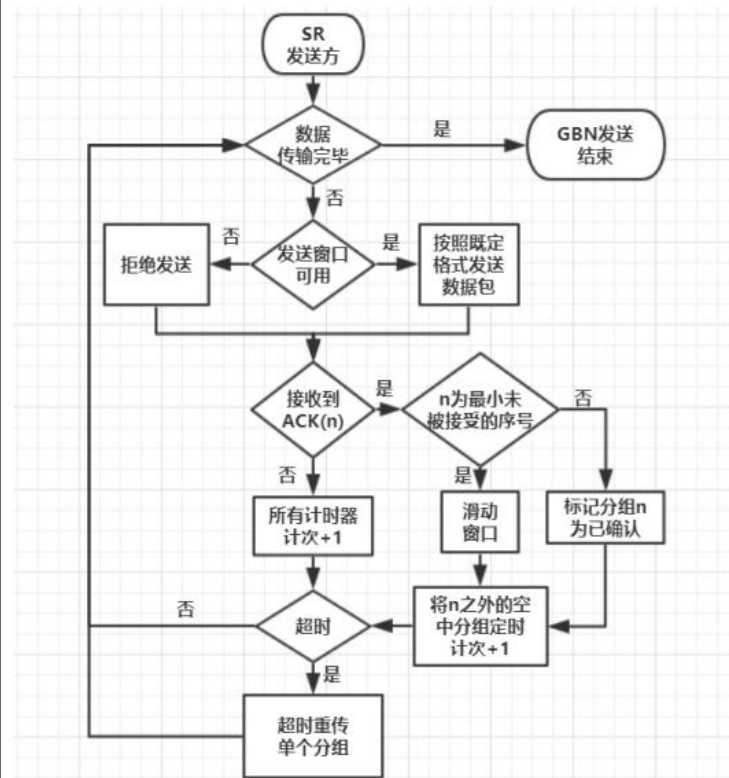 SR
发送方
数据
传输完毕
是
GBN发送
结束
否
拒绝发送
否
发送窗口
可用
是
按照既定
格式发送
数据包
接收到
ACK(n)
是
n为最小未
被接受的序号
否
否
是
所有计时器
计次+1
滑动
窗口
标记分组n
为已确认
否
超时
将n之外的空
中分组定时
计次+1
是
超时重传
单个分组